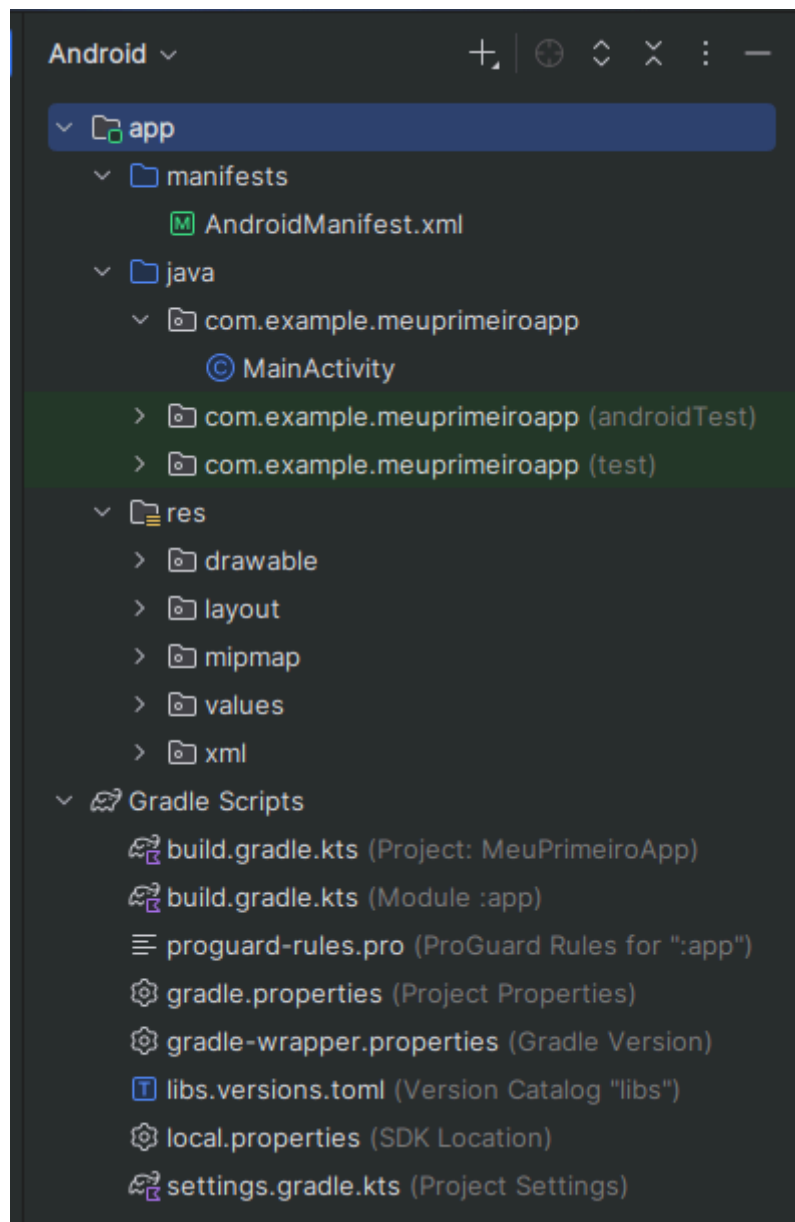 Android
app
manifests
AndroidManifest.xml
java
com.example.meuprimeiroapp
MainActivity
com.example.meuprimeiroapp (androidTest)
com.example.meuprimeiroapp (test)
res
drawable
layout
mipmap
values
xml
Gradle Scripts
build.gradle.kts (Project: MeuPrimeiroApp)
build.gradle.kts (Module :app)
proguard-rules.pro (ProGuard Rules for ":app")
gradle.properties (Project Properties)
gradle-wrapper.properties (Gradle Version)
libs.versions.toml (Version Catalog "libs")
local.properties (SDK Location)
settings.gradle.kts (Project Settings)